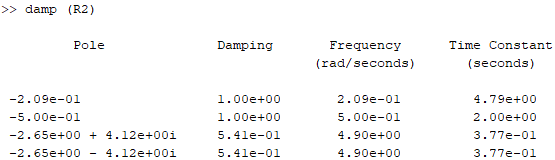 >> damp (R2)
Pole Damping Frequency Time Constant
(rad/seconds) (seconds)
-2.09e-01 1.00e+00 2.09e-01 4.79e+00
-5.00e-01 1.00e+00 5.00e-01 2.00e+00
-2.65e+00 + 4.12e+00i 5.41e-01 4.90e+00 3.77e-01
-2.65e+00 - 4.12e+00i 5.41e-01 4.90e+00 3.77e-01